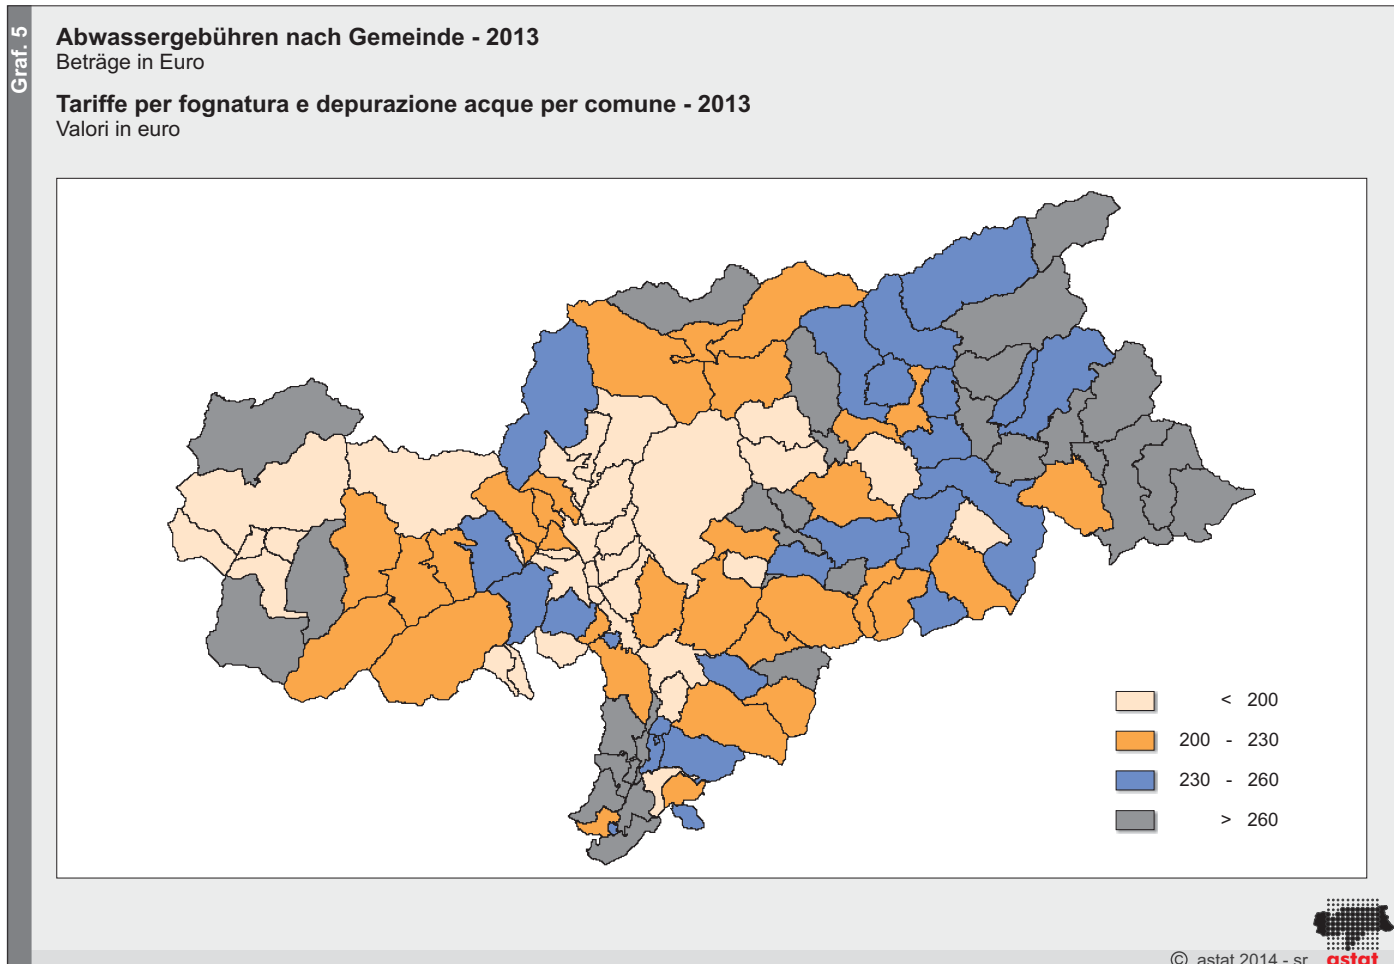 Graf. 5
Abwassergebühren nach Gemeinde - 2013
Beträge in Euro
Tariffe per fognatura e depurazione acque per comune - 2013
Valori in euro
< 200
200 - 230
230 - 260
> 260
© astat 2014 - sr
astat